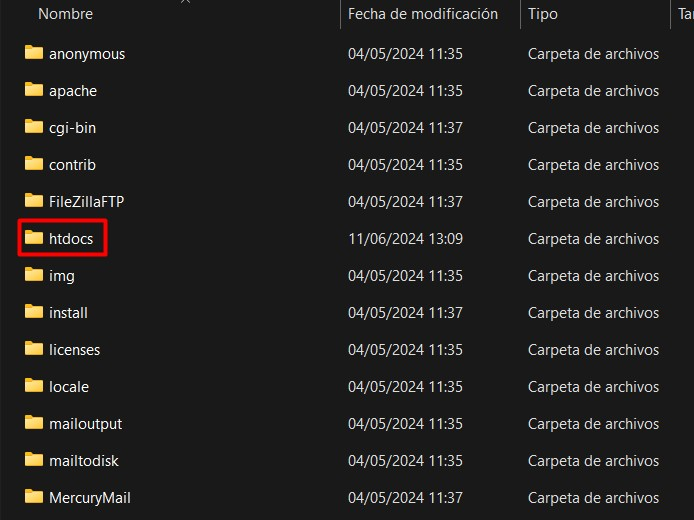 Nombre Fecha de modificación Tipo
anonymous 04/05/2024 11:35 Carpeta de archivos
apache 04/05/2024 11:35 Carpeta de archivos
cgi-bin 04/05/2024 11:37 Carpeta de archivos
contrib 04/05/2024 11:35 Carpeta de archivos
FileZillaFTP 04/05/2024 11:37 Carpeta de archivos
htdocs 11/06/2024 13:09 Carpeta de archivos
img 04/05/2024 11:35 Carpeta de archivos
install 04/05/2024 11:37 Carpeta de archivos
licenses 04/05/2024 11:35 Carpeta de archivos
locale 04/05/2024 11:35 Carpeta de archivos
mailoutput 04/05/2024 11:35 Carpeta de archivos
mailtodisk 04/05/2024 11:35 Carpeta de archivos
MercuryMail 04/05/2024 11:37 Carpeta de archivos